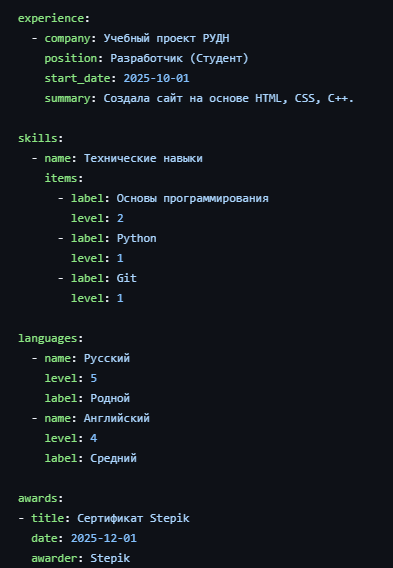 experience:
  - company: Учебный проект РУДН
    position: Разработчик (Студент)
    start_date: 2025-10-01
    summary: Создала сайт на основе HTML, CSS, C++.

skills:
  - name: Технические навыки
    items:
      - label: Основы программирования
        level: 2
      - label: Python
        level: 1
      - label: Git
        level: 1

languages:
  - name: Русский
    level: 5
    label: Родной
  - name: Английский
    level: 4
    label: Средний

awards:
- title: Сертификат Stepik
  date: 2025-12-01
  awarder: Stepik